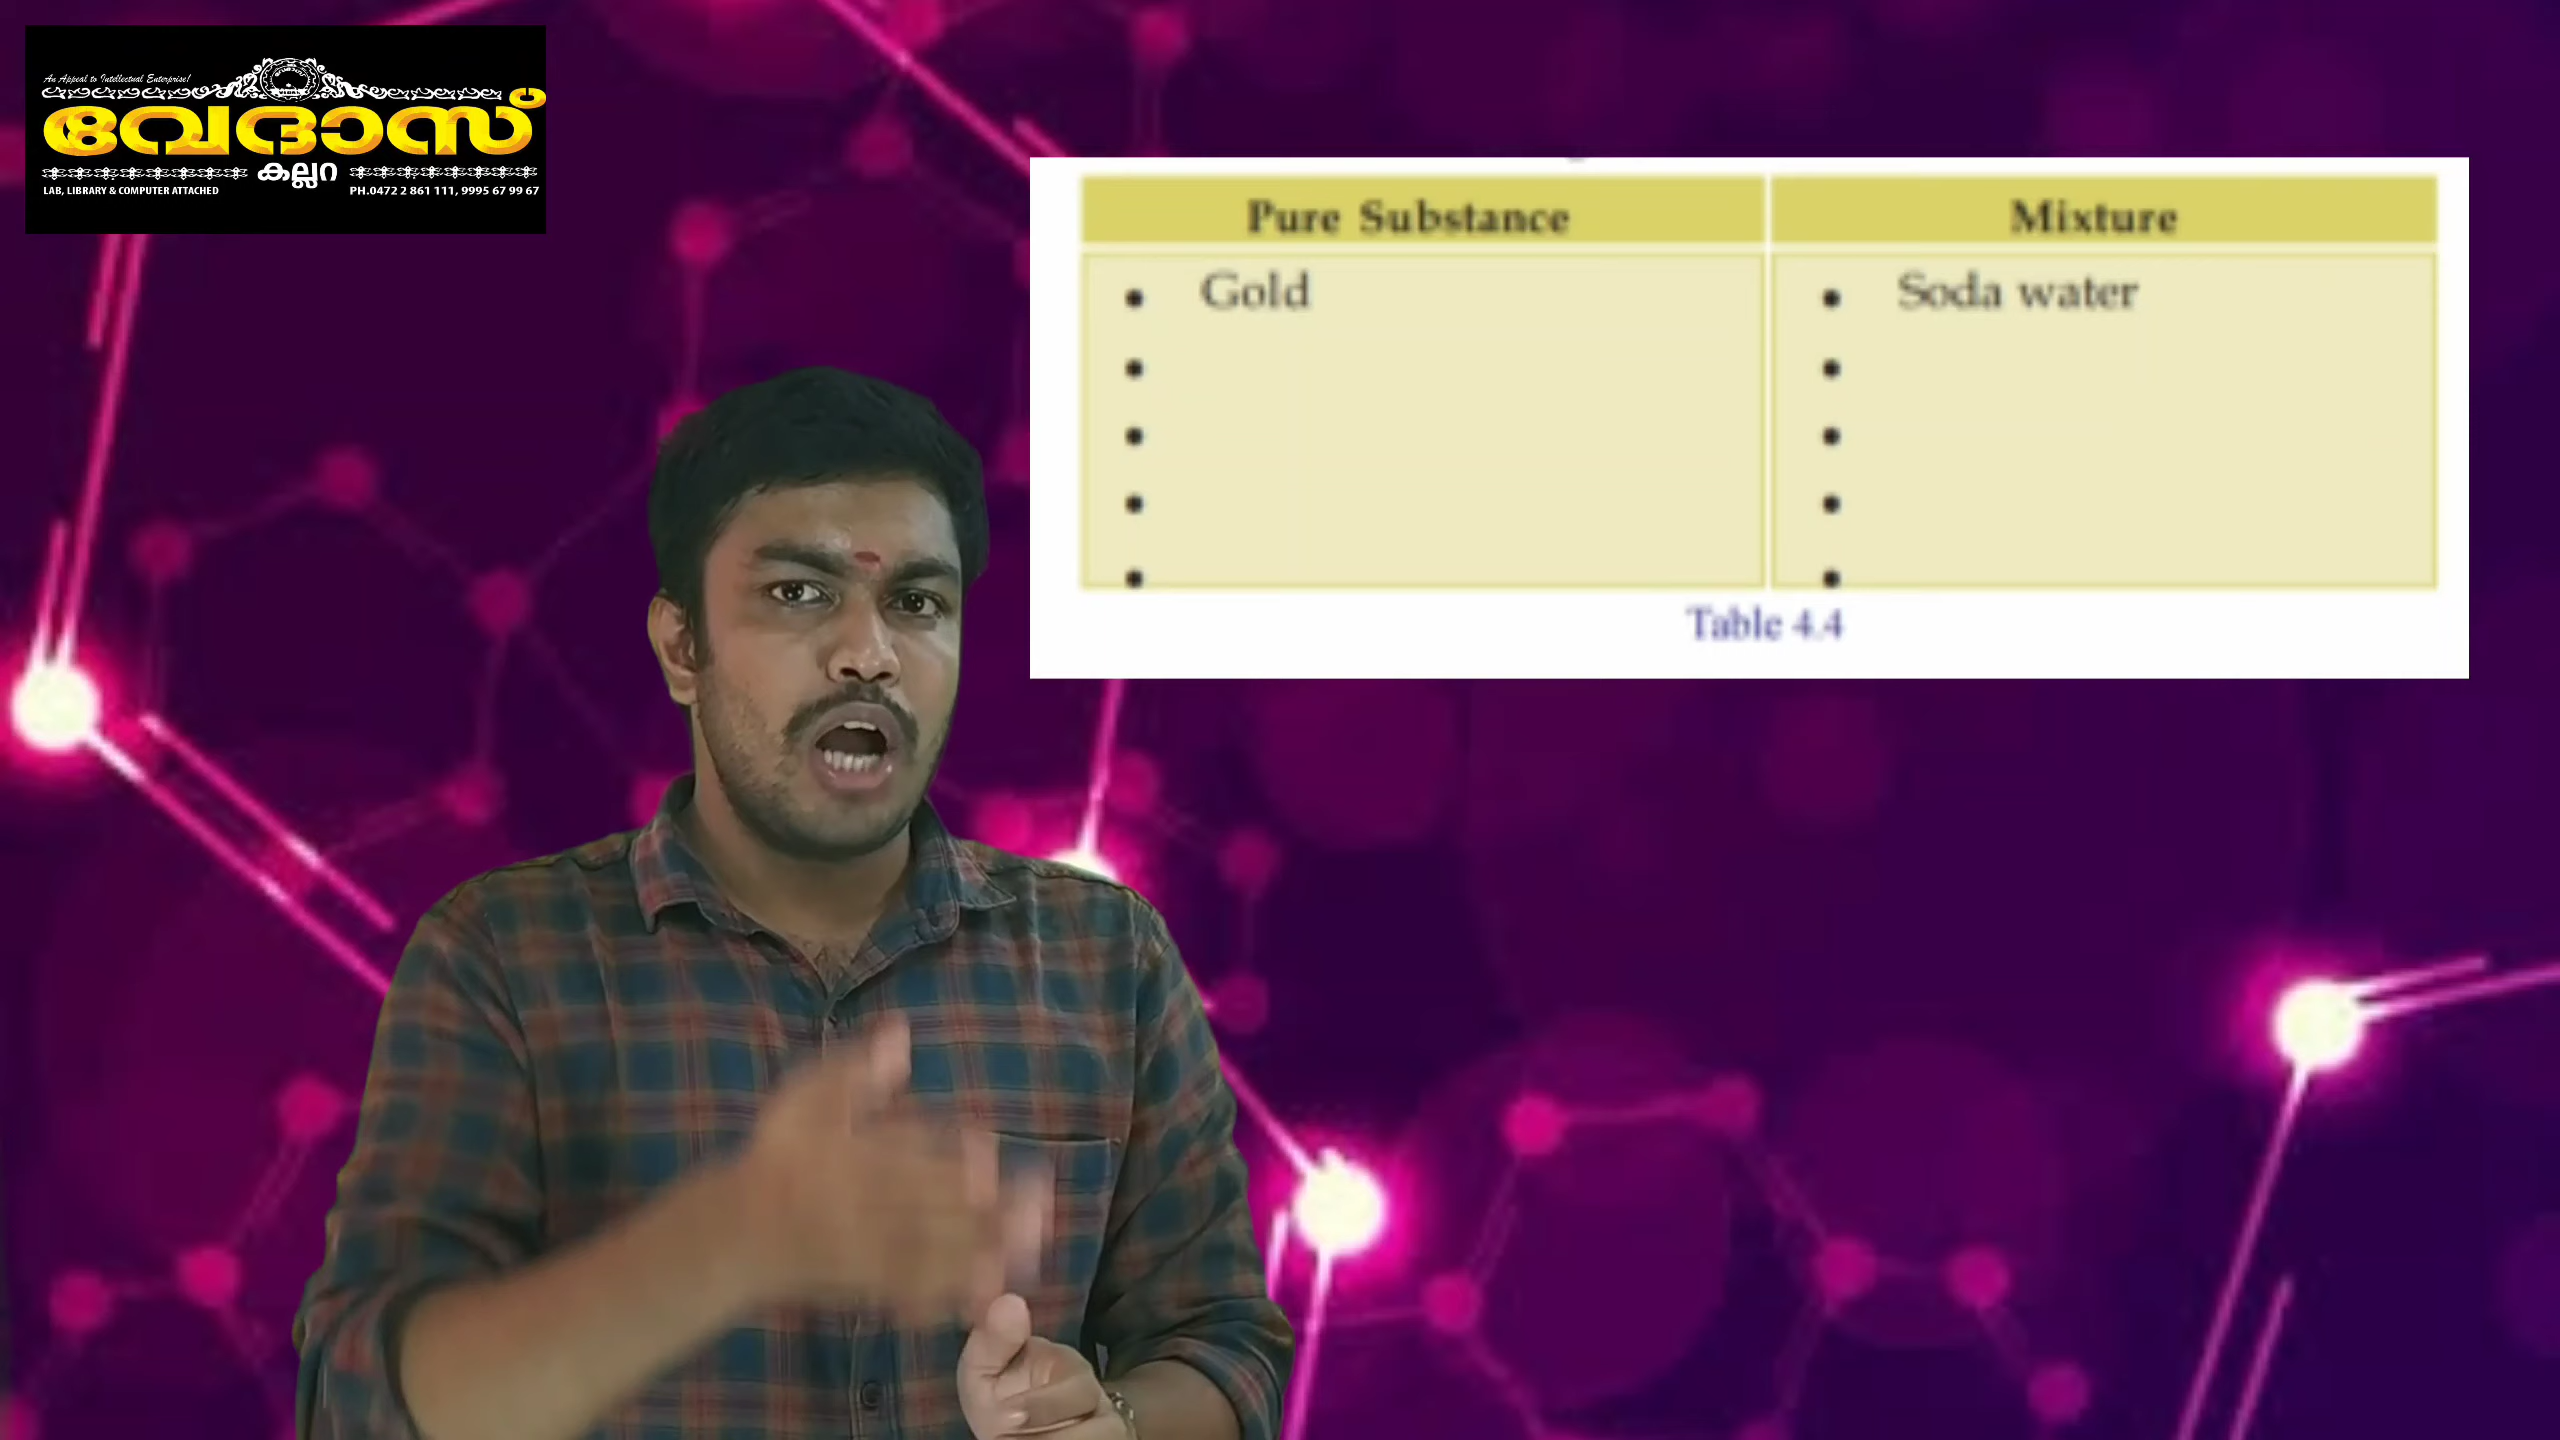 An Appeal to Intellectual Enterprise!
വേദാസ്
കല്ലറ
LAB, LIBRARY & COMPUTER ATTACHED
PH.0472 2 861 111, 9995 67 99 67
Pure Substance
Mixture
• Gold
• Soda water
•
•
•
•
•
•
•
•
Table 4.4